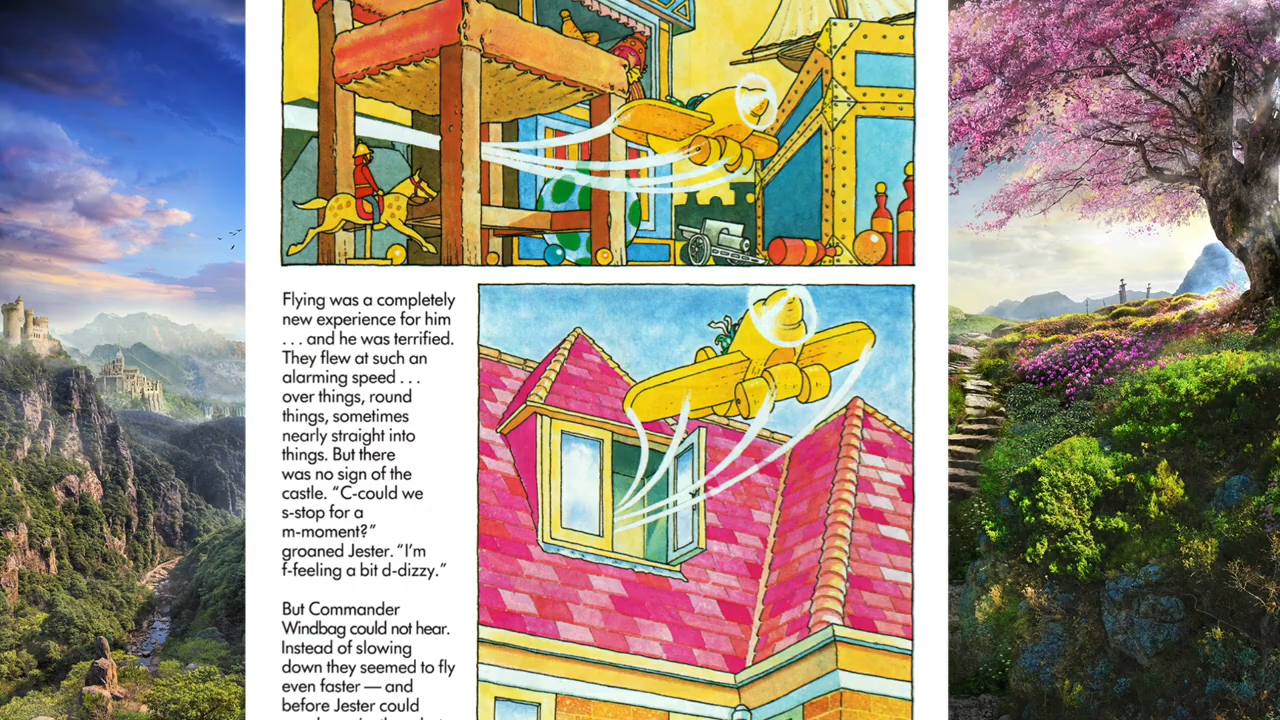 Flying was a completely
new experience for him
. . . and he was terrified.
They flew at such an
alarming speed . . .
over things, round
things, sometimes
nearly straight into
things. But there
was no sign of the
castle. “C-could we
s-stop for a
m-moment?”
groaned Jester. “I’m
f-feeling a bit d-dizzy.”
But Commander
Windbag could not hear.
Instead of slowing
down they seemed to fly
even faster — and
before Jester could